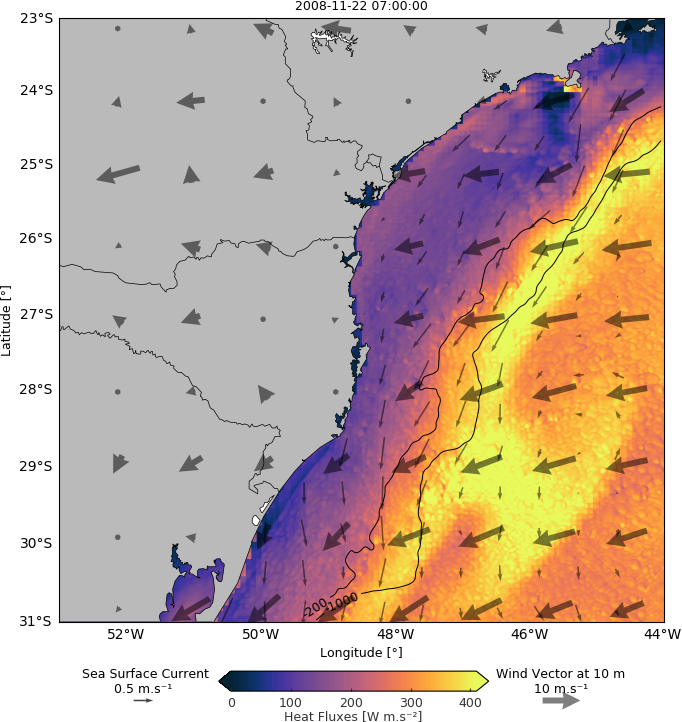 2008-11-22 07:00:00
23°S
24°S
25°S
26°S
27°S
28°S
29°S
30°S
31°S
Latitude [°]
-200
-1000
52°W 50°W 48°W 46°W 44°W
Longitude [°]
Sea Surface Current
0.5 m.s⁻¹
Wind Vector at 10 m
10 m.s⁻¹
0 100 200 300 400
Heat Fluxes [W m.s⁻²]